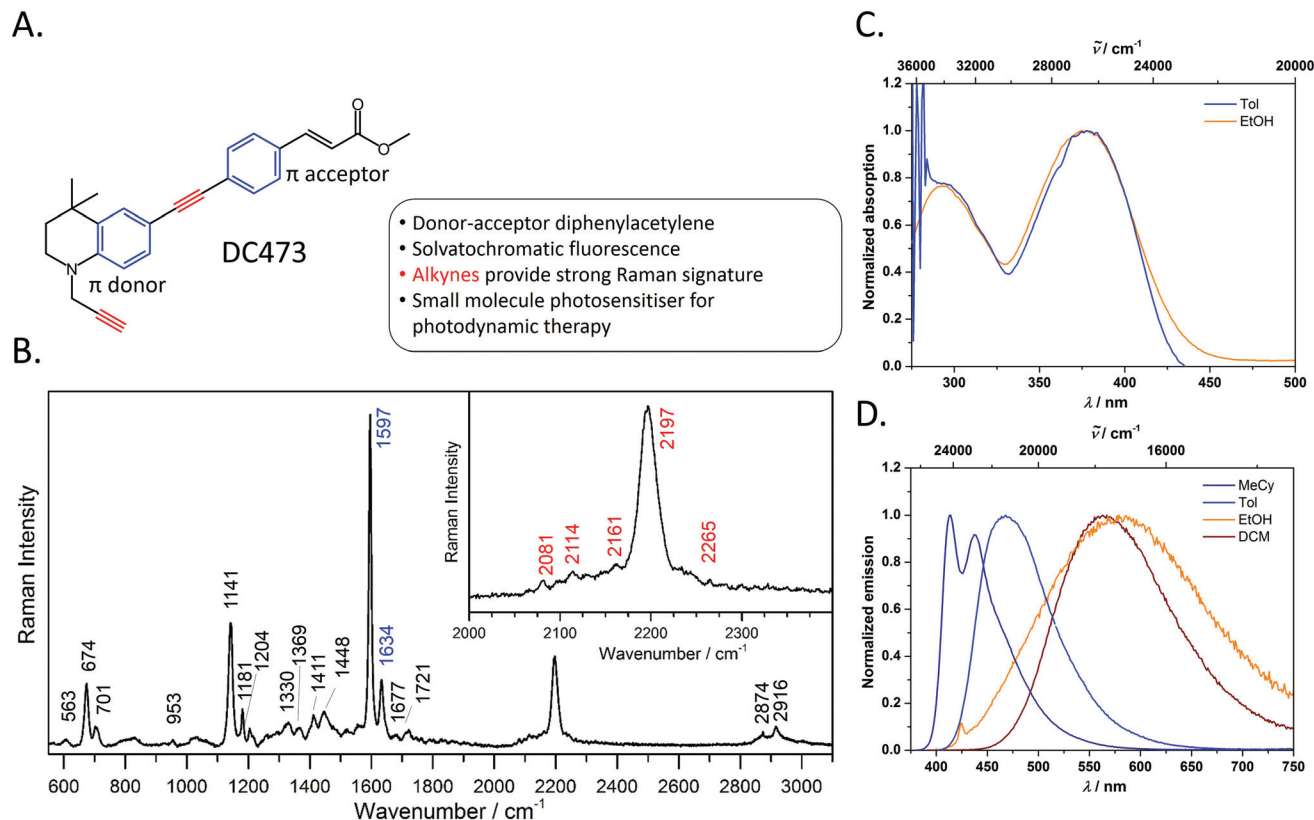 A.
O
O
π acceptor
DC473
N
π donor
• Donor-acceptor diphenylacetylene
• Solvatochromatic fluorescence
• Alkynes provide strong Raman signature
• Small molecule photosensitiser for
photodynamic therapy
B.
Raman Intensity
563
674
701
953
1141
1181
1204
1330
1369
1411
1448
1597
1634
1677
1721
2874
2916
600 800 1000 1200 1400 1600 1800 2000 2200 2400 2600 2800 3000
Wavenumber / cm-1
Raman Intensity
2081
2114
2161
2197
2265
2000 2100 2200 2300
Wavenumber / cm-1
C.
ν̃ / cm-1
36000 32000 28000 24000 20000
Normalized absorption
1.2
1.0
0.8
0.6
0.4
0.2
0.0
Tol
EtOH
300 350 400 450 500
λ / nm
D.
ν̃ / cm-1
24000 20000 16000
Normalized emission
1.2
1.0
0.8
0.6
0.4
0.2
0.0
MeCy
Tol
EtOH
DCM
400 450 500 550 600 650 700 750
λ / nm